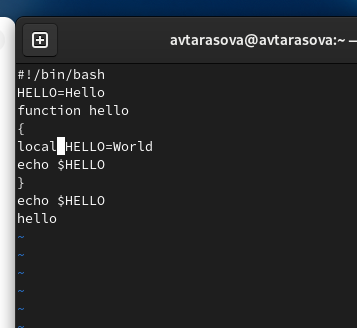 avtarasova@avtarasova:~ —
#!/bin/bash
HELLO=Hello
function hello
{
local HELLO=World
echo $HELLO
}
echo $HELLO
hello
~
~
~
~
~
~